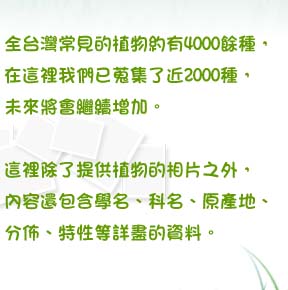 全台灣常見的植物約有4000餘種，
在這裡我們已蒐集了近2000種，
未來將會繼續增加。
這裡除了提供植物的相片之外，
內容還包含學名、科名、原產地、
分佈、特性等詳盡的資料。